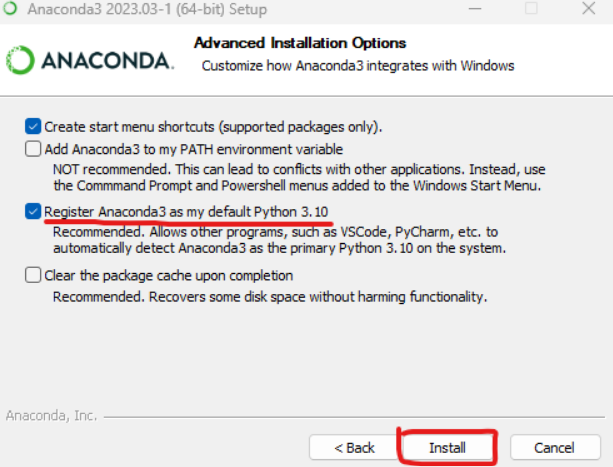 Anaconda3 2023.03-1 (64-bit) Setup
ANACONDA.
Advanced Installation Options
Customize how Anaconda3 integrates with Windows
Create start menu shortcuts (supported packages only).
Add Anaconda3 to my PATH environment variable
NOT recommended. This can lead to conflicts with other applications. Instead, use
the Commmand Prompt and Powershell menus added to the Windows Start Menu.
Register Anaconda3 as my default Python 3.10
Recommended. Allows other programs, such as VSCode, PyCharm, etc. to
automatically detect Anaconda3 as the primary Python 3.10 on the system.
Clear the package cache upon completion
Recommended. Recovers some disk space without harming functionality.
Anaconda, Inc.
< Back
Install
Cancel